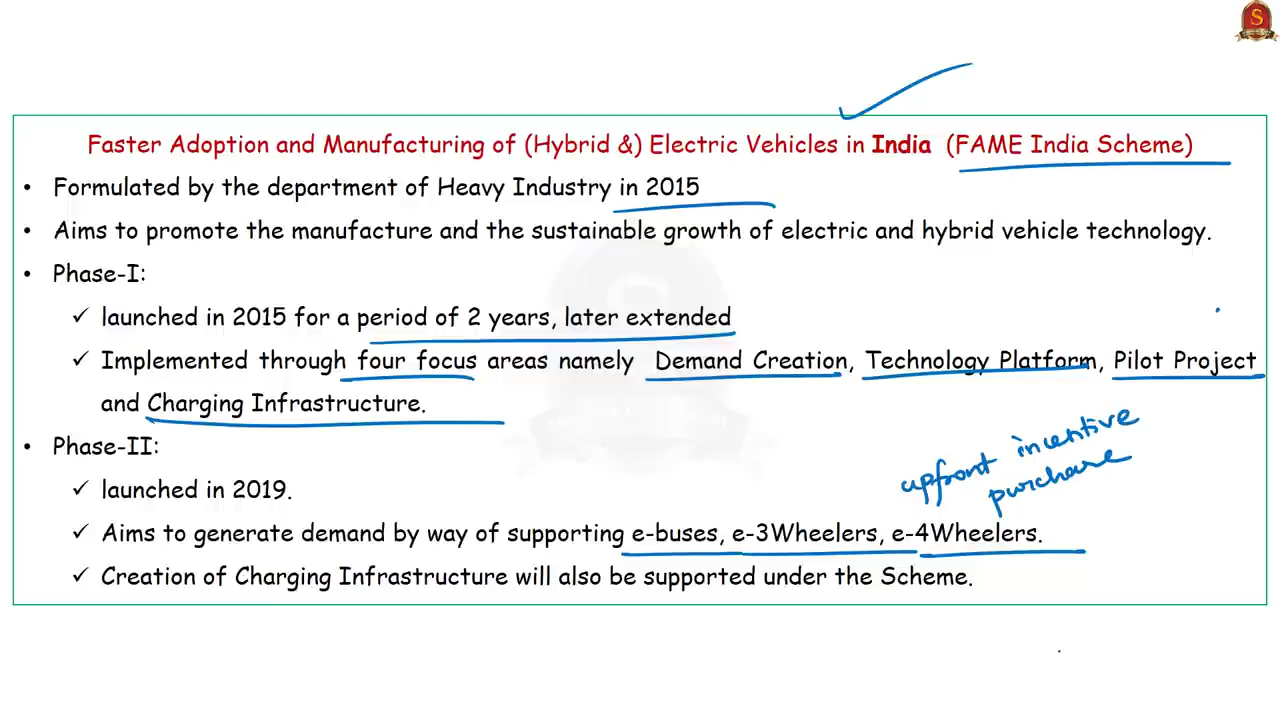 S
Faster Adoption and Manufacturing of (Hybrid &) Electric Vehicles in India (FAME India Scheme)
• Formulated by the department of Heavy Industry in 2015
• Aims to promote the manufacture and the sustainable growth of electric and hybrid vehicle technology.
• Phase-I:
✓ launched in 2015 for a period of 2 years, later extended
✓ Implemented through four focus areas namely Demand Creation, Technology Platform, Pilot Project
and Charging Infrastructure.
• Phase-II:
upfront incentive
purchase
✓ launched in 2019.
✓ Aims to generate demand by way of supporting e-buses, e-3Wheelers, e-4Wheelers.
✓ Creation of Charging Infrastructure will also be supported under the Scheme.